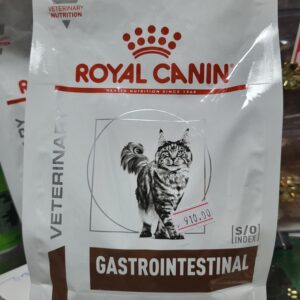 VETERINARY
NUTRITION
ROYAL CANIN
HEALTH NUTRITION SINCE 1968
VETERINARY
910.00
S/O
INDEX
GASTROINTESTINAL